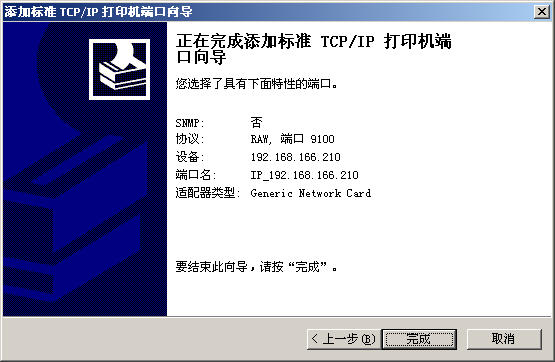 添加标准 TCP/IP 打印机端口向导
正在完成添加标准 TCP/IP 打印机端
口向导
您选择了具有下面特性的端口。
SNMP: 否
协议: RAW, 端口 9100
设备: 192.168.166.210
端口名: IP_192.168.166.210
适配器类型: Generic Network Card
要结束此向导，请按“完成”。
< 上一步(B) 完成 取消